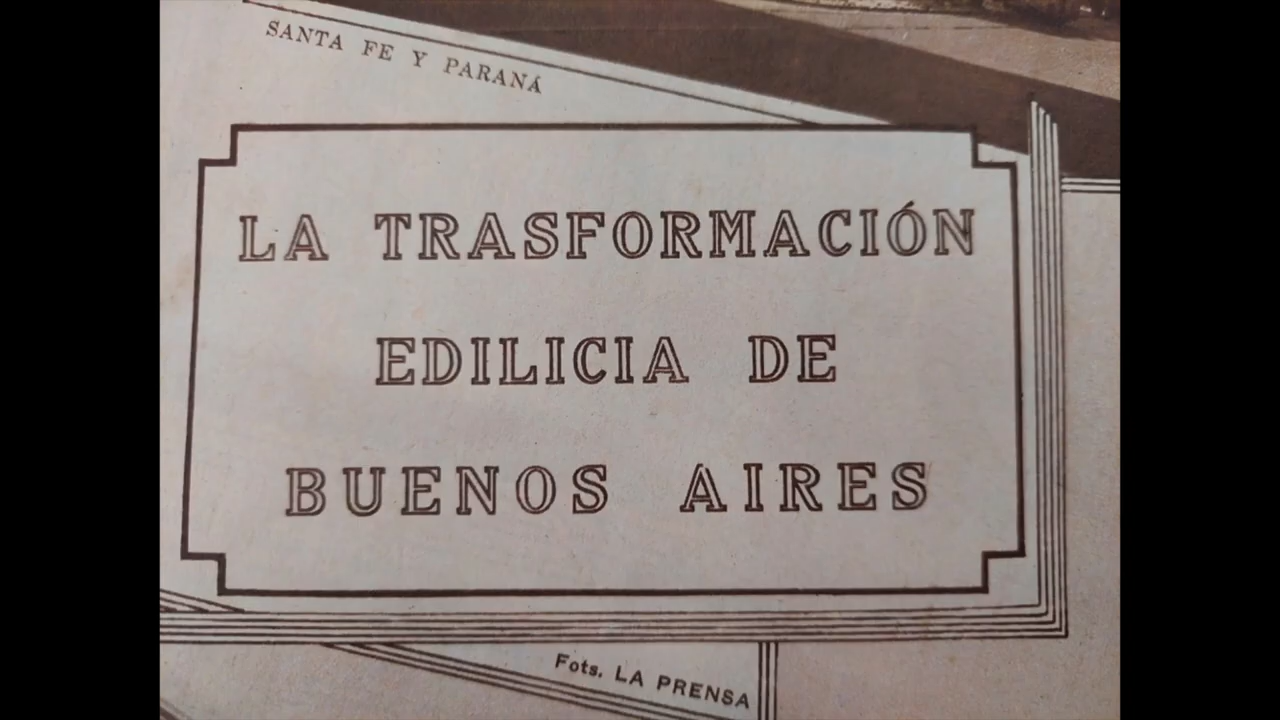 SANTA FE Y PARANÁ
LA TRASFORMACIÓN
EDILICIA DE
BUENOS AIRES
Fots. LA PRENSA